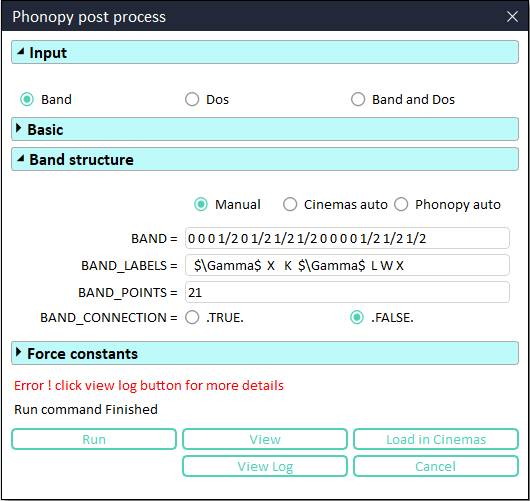 Phonopy post process
Input
Band Dos Band and Dos
Basic
Band structure
Manual Cinemas auto Phonopy auto
BAND = 0 0 0 1/2 0 1/2 1/2 1/2 0 0 0 0 1/2 1/2 1/2
BAND_LABELS = $\Gamma$ X K $\Gamma$ L W X
BAND_POINTS = 21
BAND_CONNECTION = .TRUE. .FALSE.
Force constants
Error ! click view log button for more details
Run command Finished
Run View Load in Cinemas
View Log Cancel